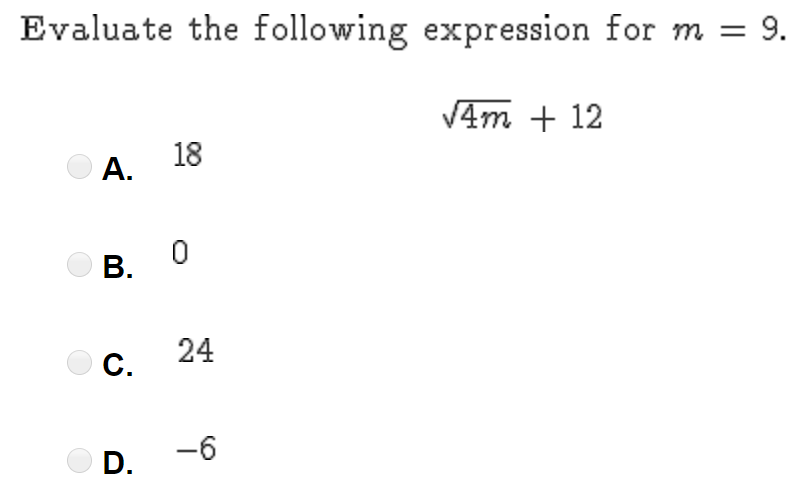 Evaluate the following expression for m = 9.
√4m + 12
A. 18
B. 0
C. 24
D. −6